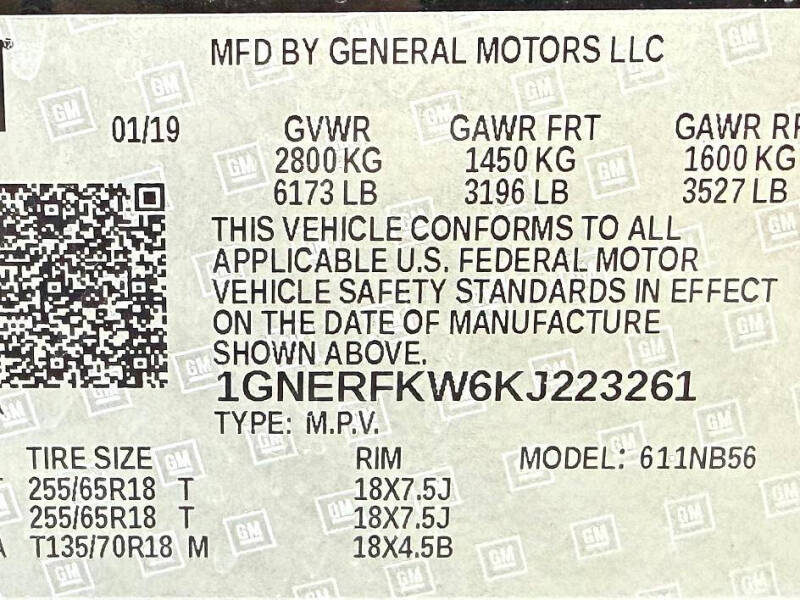 MFD BY GENERAL MOTORS LLC
01/19 GVWR GAWR FRT GAWR RR
2800 KG 1450 KG 1600 KG
6173 LB 3196 LB 3527 LB
THIS VEHICLE CONFORMS TO ALL
APPLICABLE U.S. FEDERAL MOTOR
VEHICLE SAFETY STANDARDS IN EFFECT
ON THE DATE OF MANUFACTURE
SHOWN ABOVE.
1GNERFKW6KJ223261
TYPE: M.P.V.
TIRE SIZE RIM MODEL: 611NB56
255/65R18 T 18X7.5J
255/65R18 T 18X7.5J
T135/70R18 M 18X4.5B